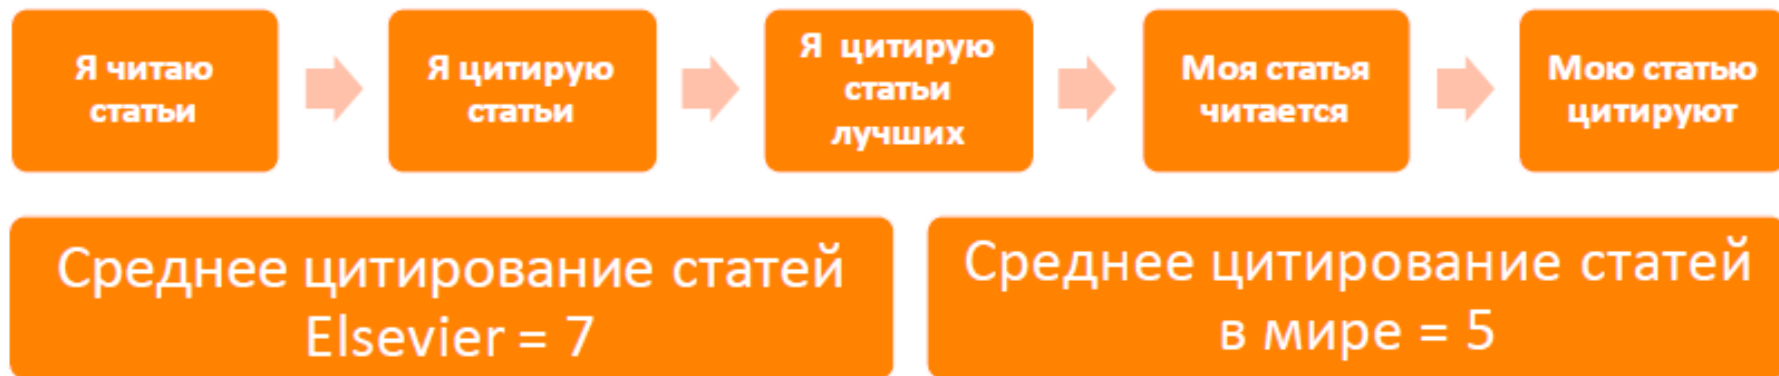 Я читаю
статьи
Я цитирую
статьи
Я цитирую
статьи
лучших
Моя статья
читается
Мою статью
цитируют
Среднее цитирование статей
Elsevier = 7
Среднее цитирование статей
в мире = 5